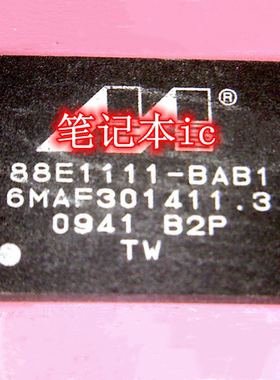 ®
笔记本ic
88E1111-BAB1
6MAF301411.3
0941 B2P
TW